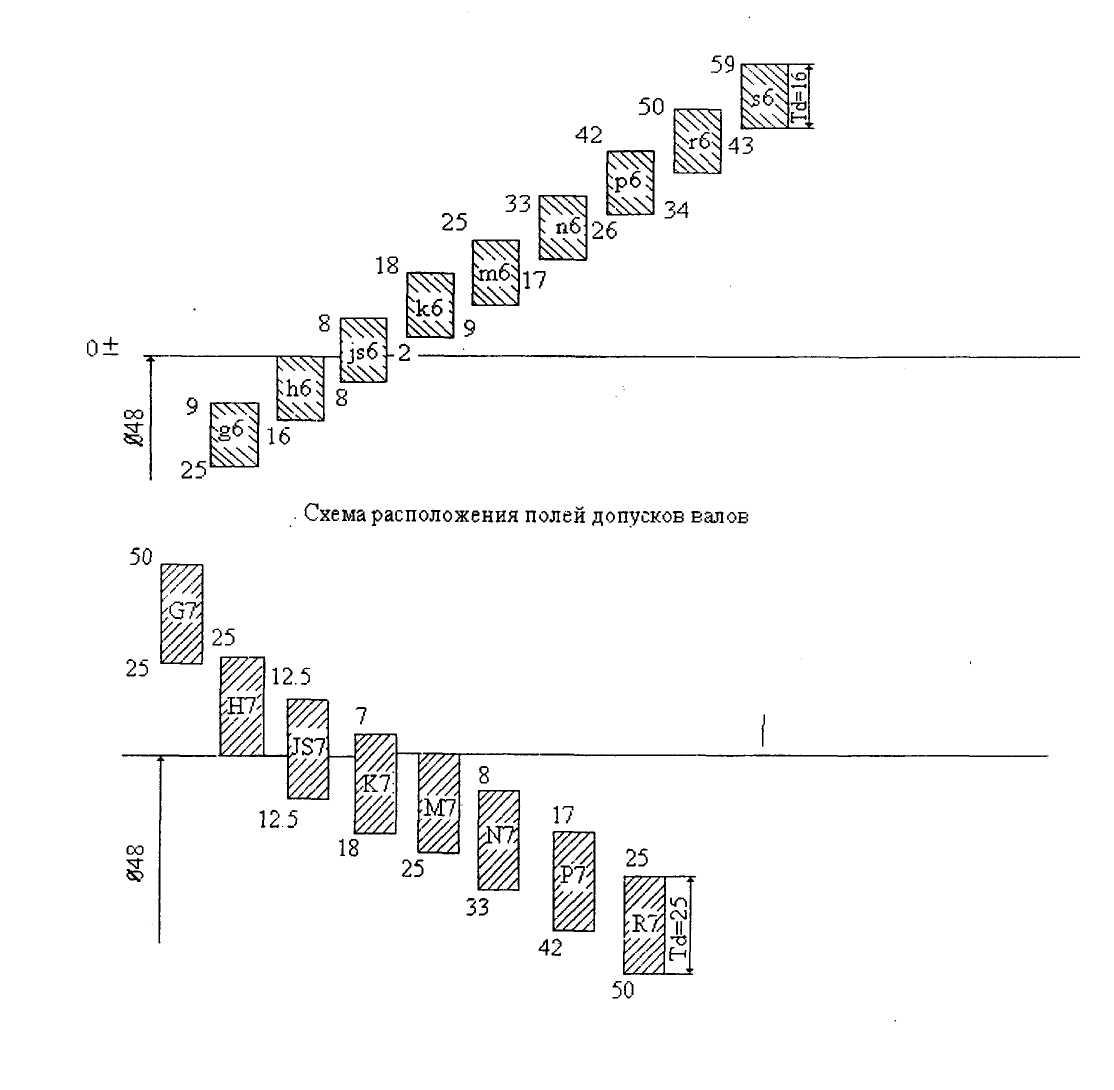 59
s6
Td=16
50
r6
43
42
p6
34
33
n6
26
25
m6
17
18
k6
9
8
js6
2
0±
h6
8
9
g6
16
25
Ø48
Схема расположения полей допусков валов
50
G7
25
25
H7
12.5
JS7
12.5
7
K7
18
M7
25
8
N7
33
17
P7
42
25
R7
Td=25
50
Ø48